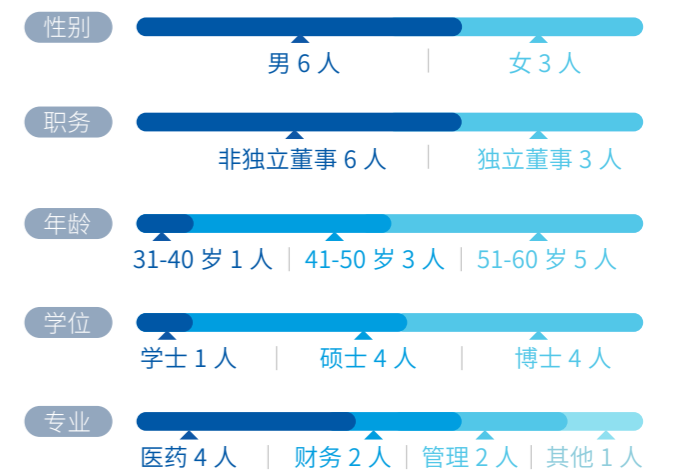 性别
男 6 人 女 3 人
职务
非独立董事 6 人 独立董事 3 人
年龄
31-40 岁 1 人 41-50 岁 3 人 51-60 岁 5 人
学位
学士 1 人 硕士 4 人 博士 4 人
专业
医药 4 人 财务 2 人 管理 2 人 其他 1 人